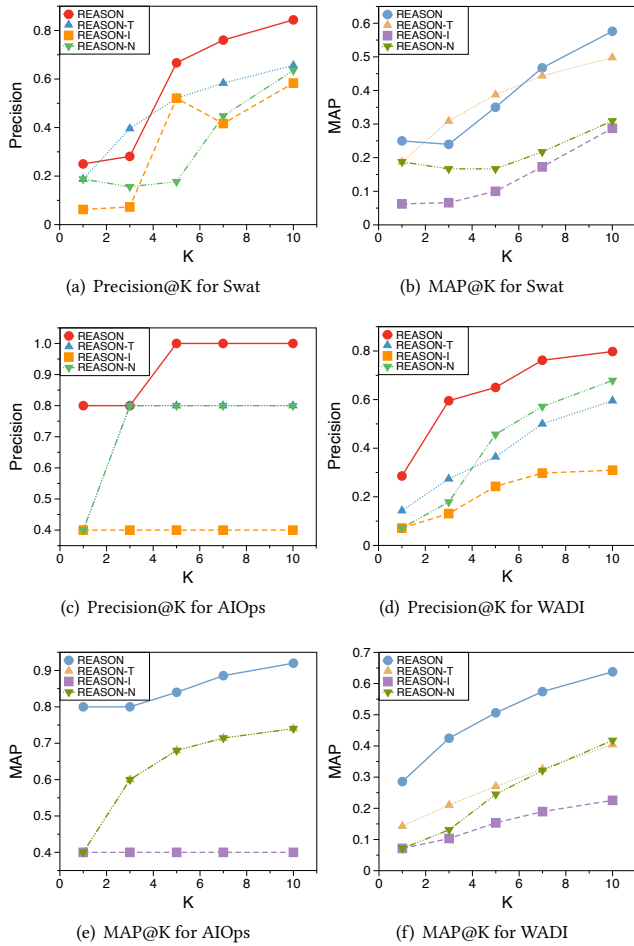 REASON
REASON-T
REASON-I
REASON-N
Precision
0.8
0.6
0.4
0.2
0
0 2 4 6 8 10
K
(a) Precision@K for Swat
REASON
REASON-T
REASON-I
REASON-N
MAP
0.6
0.5
0.4
0.3
0.2
0.1
0
0 2 4 6 8 10
K
(b) MAP@K for Swat
REASON
REASON-T
REASON-I
REASON-N
Precision
1.0
0.9
0.8
0.7
0.6
0.5
0.4
0 2 4 6 8 10
K
(c) Precision@K for AIOps
REASON
REASON-T
REASON-I
REASON-N
Precision
0.8
0.6
0.4
0.2
0
0 2 4 6 8 10
K
(d) Precision@K for WADI
REASON
REASON-T
REASON-I
REASON-N
MAP
0.9
0.8
0.7
0.6
0.5
0.4
0 2 4 6 8 10
K
(e) MAP@K for AIOps
REASON
REASON-T
REASON-I
REASON-N
MAP
0.7
0.6
0.5
0.4
0.3
0.2
0.1
0
0 2 4 6 8 10
K
(f) MAP@K for WADI